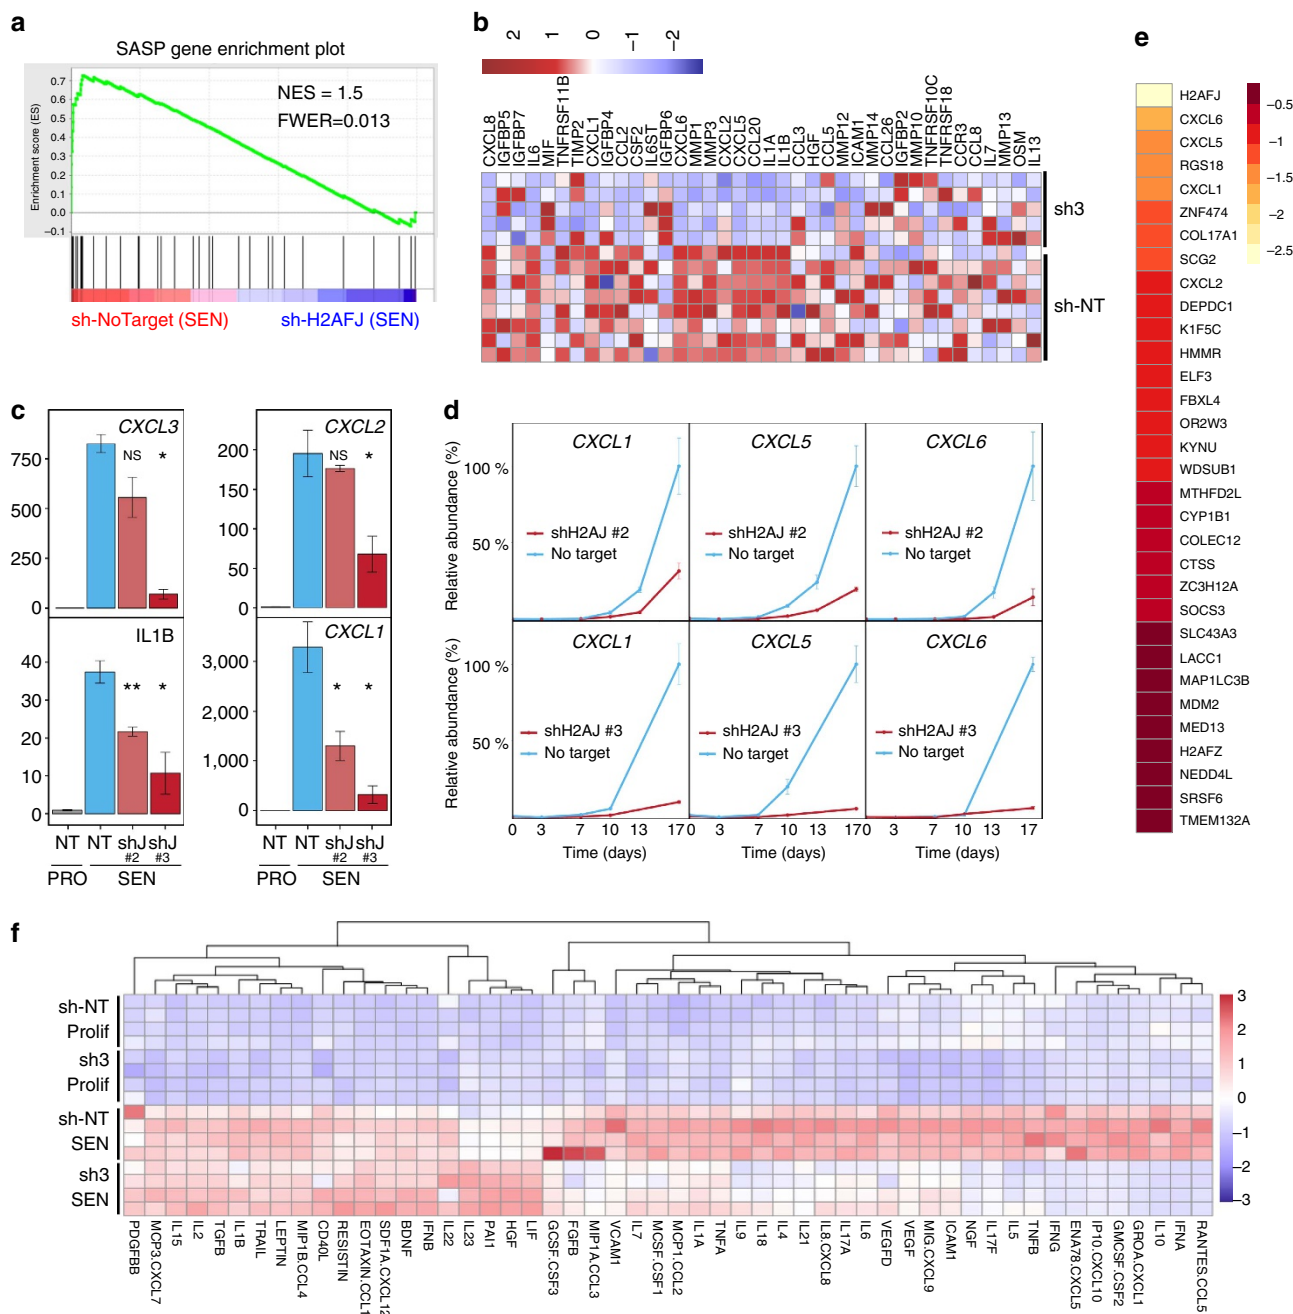 a
SASP gene enrichment plot
Enrichment score (ES)
0.7
0.6
0.5
0.4
0.3
0.2
0.1
0.0
−0.1
NES = 1.5
FWER=0.013
sh-NoTarget (SEN)
sh-H2AFJ (SEN)
b
2 1 0 −1 −2
CXCL8
IGFBP5
IGFBP7
IL6
MIF
TNFRSF11B
TIMP2
CXCL1
IGFBP4
CCL2
CSF2
IL6ST
IGFBP6
CXCL6
MMP1
MMP3
CXCL2
CXCL5
CCL20
IL1A
IL1B
CCL3
HGF
CCL5
MMP12
ICAM1
MMP14
CCL26
IGFBP2
MMP10
TNFRSF10C
TNFRSF18
CCR3
CCL8
IL7
MMP13
OSM
IL13
sh3
sh-NT
c
CXCL3
750
500
250
0
NS *
CXCL2
200
150
100
50
0
NS *
IL1B
40
30
20
10
0
** *
CXCL1
3,000
2,000
1,000
0
* *
NT NT shJ shJ
#2 #3
PRO SEN
NT NT shJ shJ
#2 #3
PRO SEN
d
Relative abundance (%)
100 %
50 %
CXCL1
shH2AJ #2
No target
CXCL5
shH2AJ #2
No target
CXCL6
shH2AJ #2
No target
Relative abundance (%)
100 %
50 %
CXCL1
shH2AJ #3
No target
CXCL5
shH2AJ #3
No target
CXCL6
shH2AJ #3
No target
0 3 7 10 13 17
0 3 7 10 13 17
0 3 7 10 13 17
Time (days)
Time (days)
Time (days)
e
H2AFJ
CXCL6
CXCL5
RGS18
CXCL1
ZNF474
COL17A1
SCG2
CXCL2
DEPDC1
K1F5C
HMMR
ELF3
FBXL4
OR2W3
KYNU
WDSUB1
MTHFD2L
CYP1B1
COLEC12
CTSS
ZC3H12A
SOCS3
SLC43A3
LACC1
MAP1LC3B
MDM2
MED13
H2AFZ
NEDD4L
SRSF6
TMEM132A
−0.5
−1
−1.5
−2
−2.5
f
sh-NT
Prolif
sh3
Prolif
sh-NT
SEN
sh3
SEN
3
2
1
0
−1
−2
−3
PDGFBB
MCP3.CXCL7
IL15
IL2
TGFB
IL1B
TRAIL
LEPTIN
MIP1B.CCL4
CD40L
RESISTIN
EOTAXIN.CCL1
SDF1A.CXCL12
BDNF
IFNB
IL22
IL23
PAI1
HGF
LIF
GCSF.CSF3
FGFB
MIP1A.CCL3
VCAM1
IL7
MCSF.CSF1
MCP1.CCL2
IL1A
TNFA
IL9
IL18
IL4
IL21
IL8.CXCL8
IL17A
IL6
VEGFD
VEGF
MIG.CXCL9
ICAM1
NGF
IL17F
IL5
TNFB
IFNG
ENA78.CXCL5
IP10.CXCL10
GMCSF.CSF2
GROA.CXCL1
IL10
IFNA
RANTES.CCL5